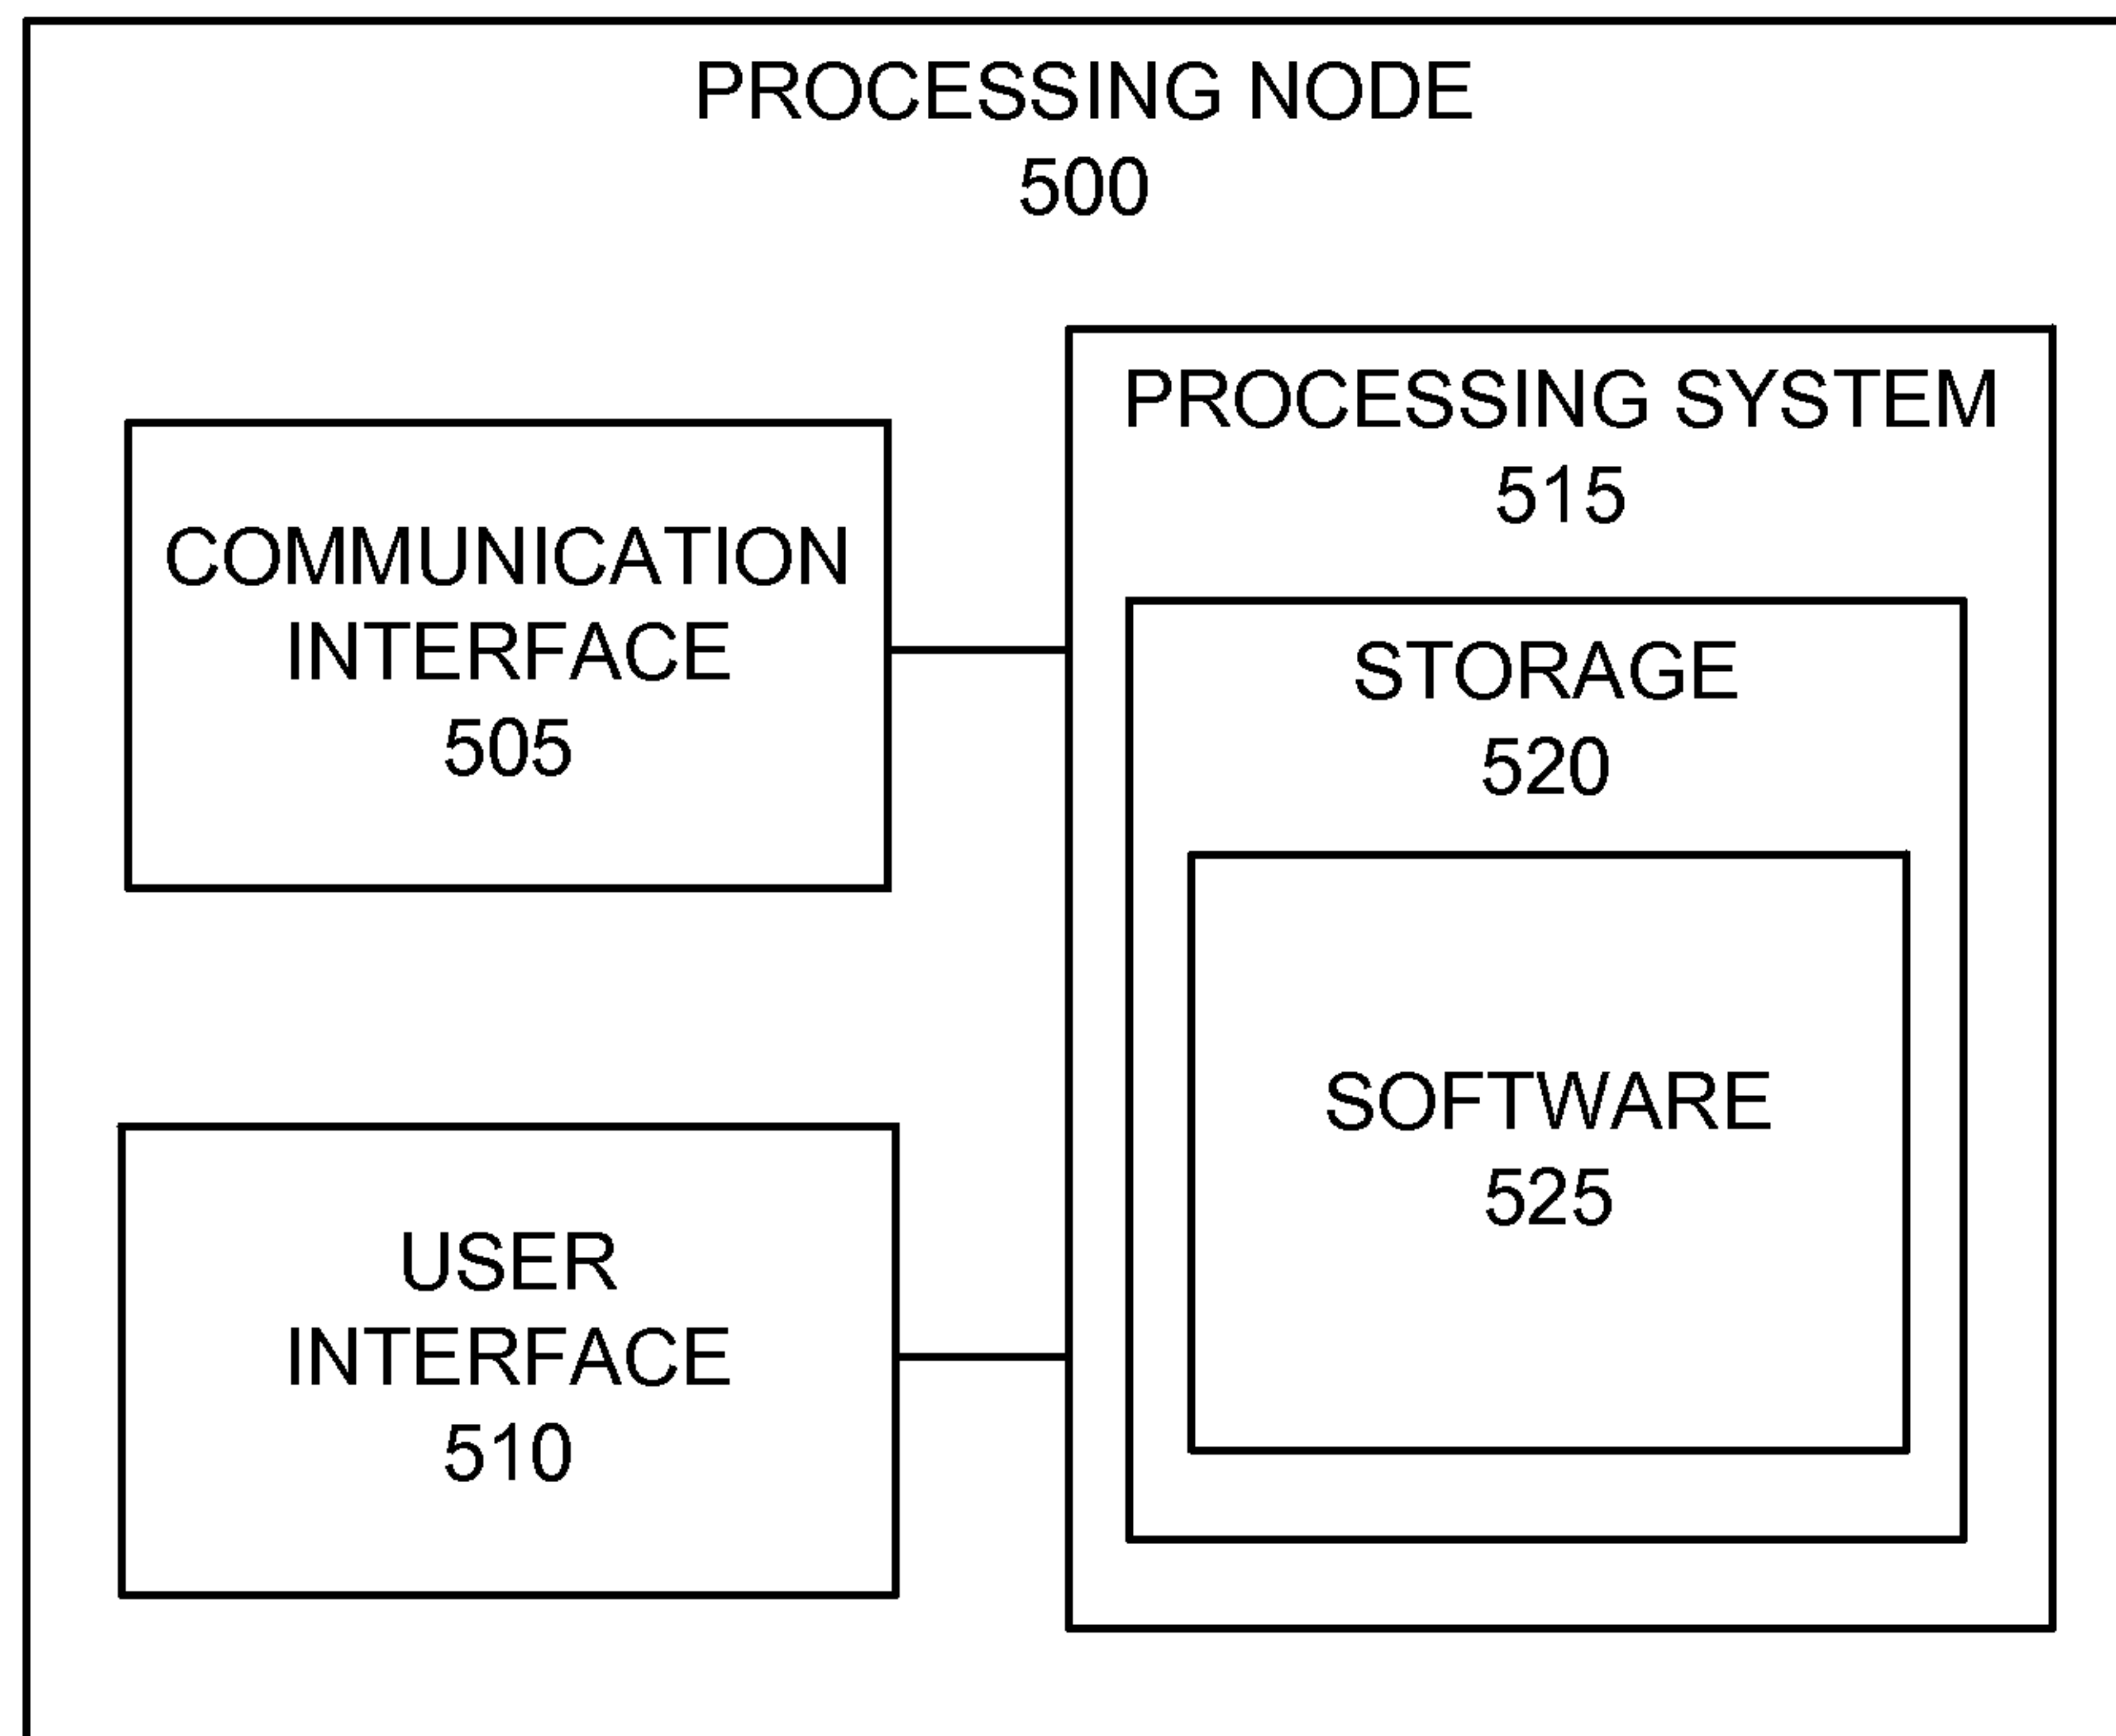 PROCESSING NODE
500
PROCESSING SYSTEM
515
COMMUNICATION
INTERFACE
505
STORAGE
520
SOFTWARE
525
USER
INTERFACE
510